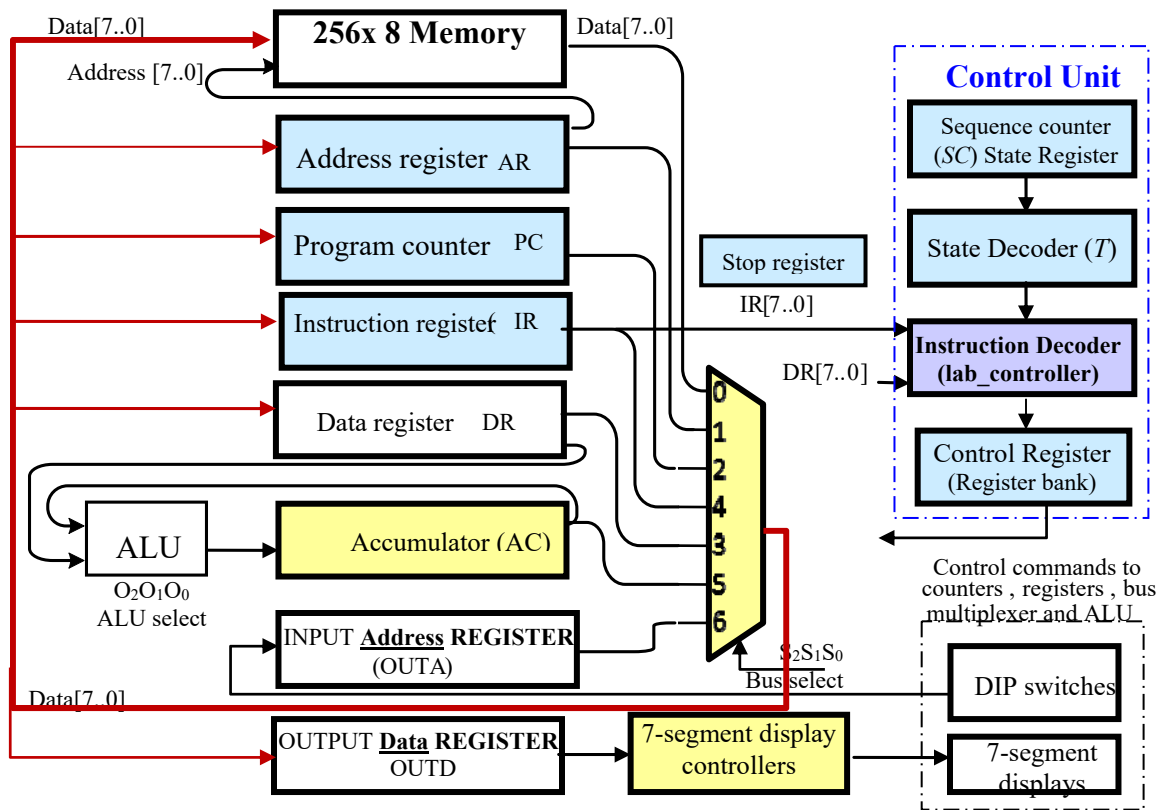 Data[7..0]
256x 8 Memory
Data[7..0]
Address [7..0]
Control Unit
Sequence counter
(SC) State Register
Address register AR
State Decoder (T)
Program counter PC
Stop register
IR[7..0]
Instruction register( IR
Instruction Decoder
(lab_controller)
DR[7..0]
Data register DR
0
1
2
4
3
5
6
Control Register
(Register bank)
ALU
Accumulator (AC)
O2O1O0
ALU select
Control commands to
counters , registers , bus
multiplexer and ALU
INPUT Address REGISTER
(OUTA)
S2S1S0
Bus select
DIP switches
Data[7..0]
OUTPUT Data REGISTER
OUTD
7-segment display
controllers
7-segment
displays